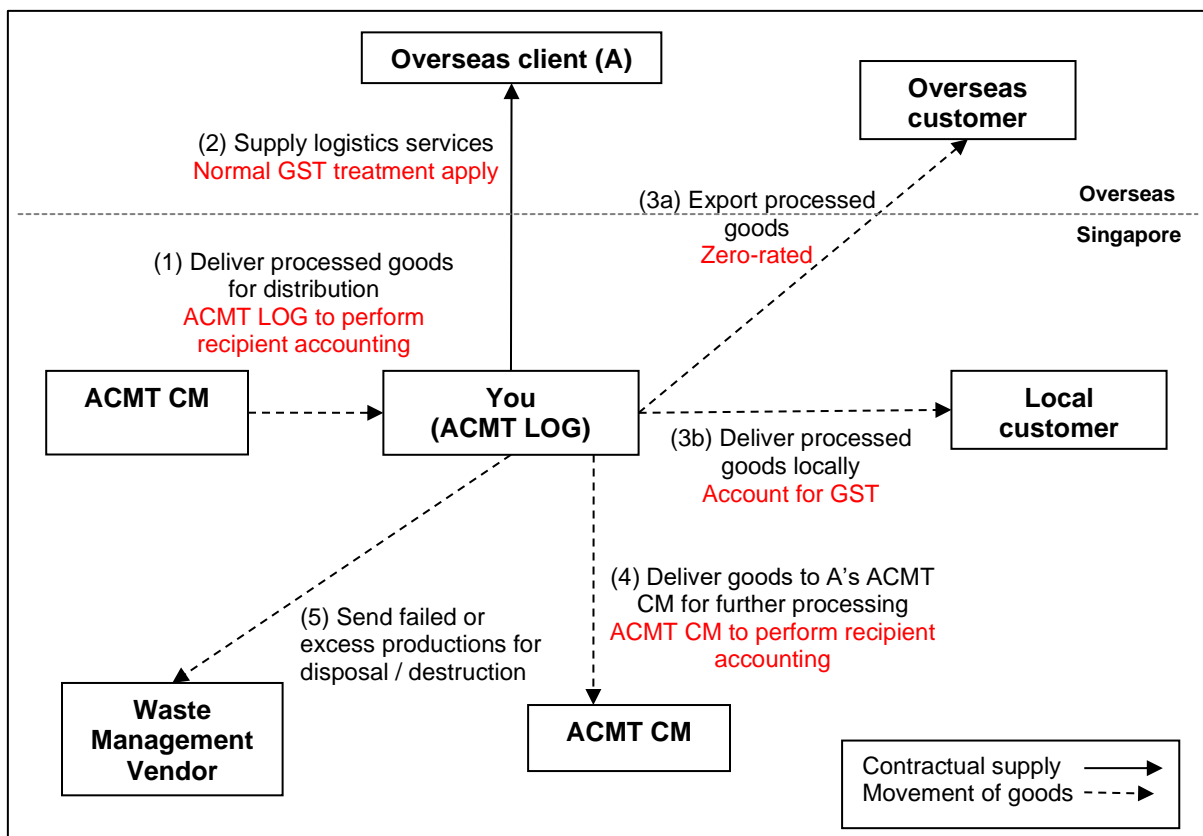 Overseas client (A)
Overseas
customer
(2) Supply logistics services
Normal GST treatment apply
(3a) Export processed
goods
Zero-rated
Overseas
Singapore
(1) Deliver processed goods
for distribution
ACMT LOG to perform
recipient accounting
ACMT CM
You
(ACMT LOG)
Local
customer
(3b) Deliver processed
goods locally
Account for GST
(4) Deliver goods to A’s ACMT
CM for further processing
ACMT CM to perform recipient
accounting
(5) Send failed or
excess productions for
disposal / destruction
Waste
Management
Vendor
ACMT CM
Contractual supply
Movement of goods